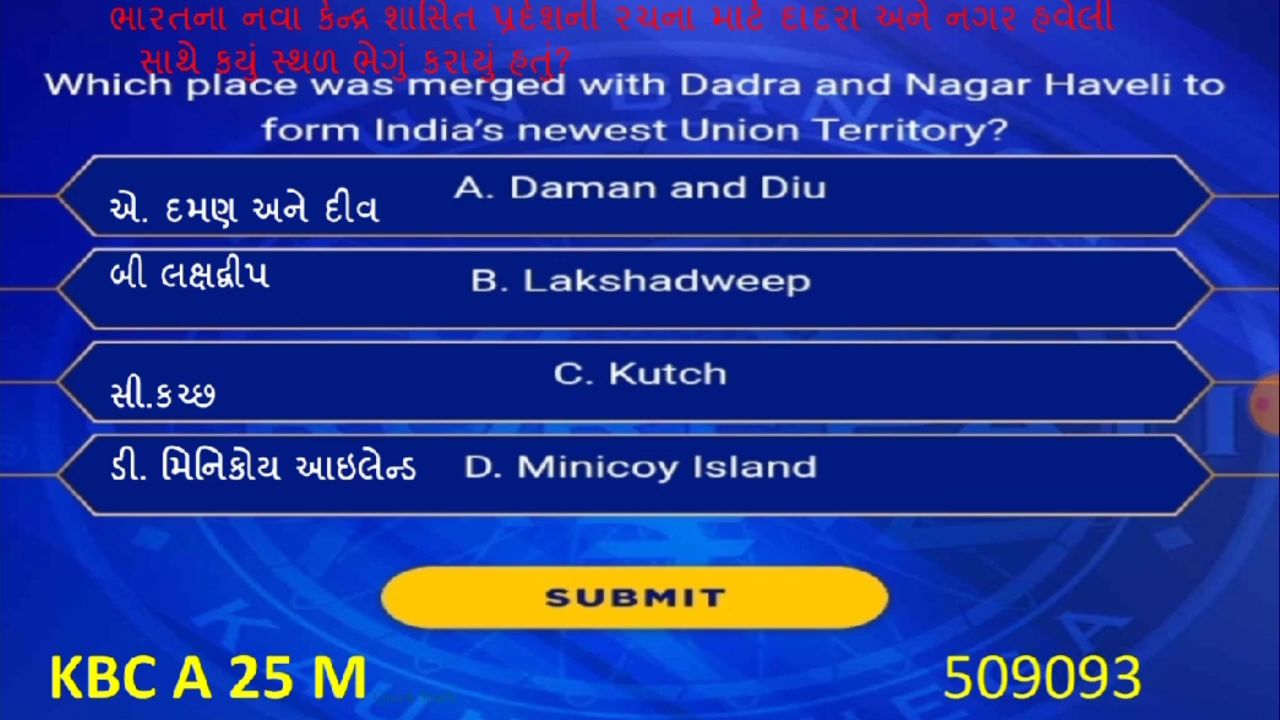 ભારતના નવા કેન્દ્ર શાસિત પ્રદેશની રચના માટે દાદરા અને નગર હવેલી
સાથે કયું સ્થળ ભેગું કરાયું હતું?
Which place was merged with Dadra and Nagar Haveli to
form India's newest Union Territory?
એ. દમણ અને દીવ A. Daman and Diu
બી લક્ષદ્વીપ B. Lakshadweep
સી.કચ્છ C. Kutch
ડી. મિનિકોય આઇલેન્ડ D. Minicoy Island
SUBMIT
KBC A 25 M 509093